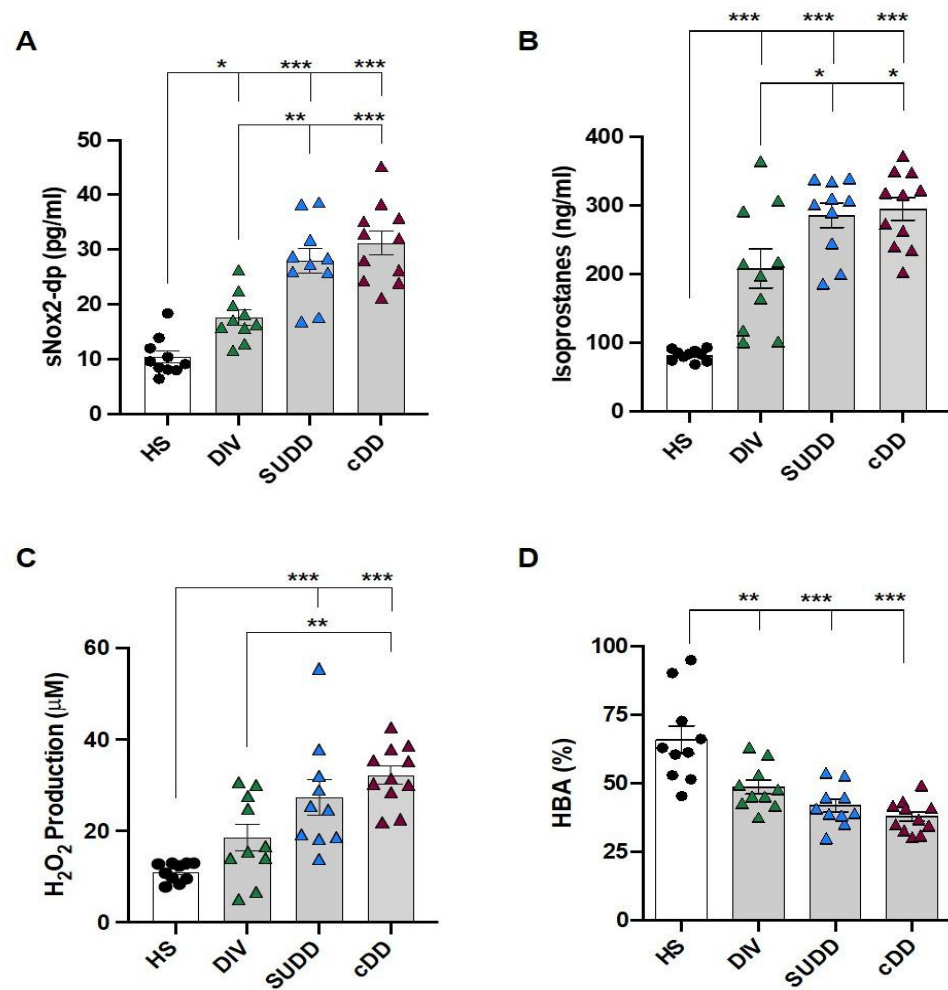 A
* *** ***
** ***
sNox2-dp (pg/ml)
50
40
30
20
10
0
HS DIV SUDD cDD
B
*** *** ***
* *
Isoprostanes (ng/ml)
400
300
200
100
0
HS DIV SUDD cDD
C
*** ***
**
H₂O₂ Production (μM)
60
40
20
0
HS DIV SUDD cDD
D
** *** ***
HBA (%)
100
75
50
25
0
HS DIV SUDD cDD